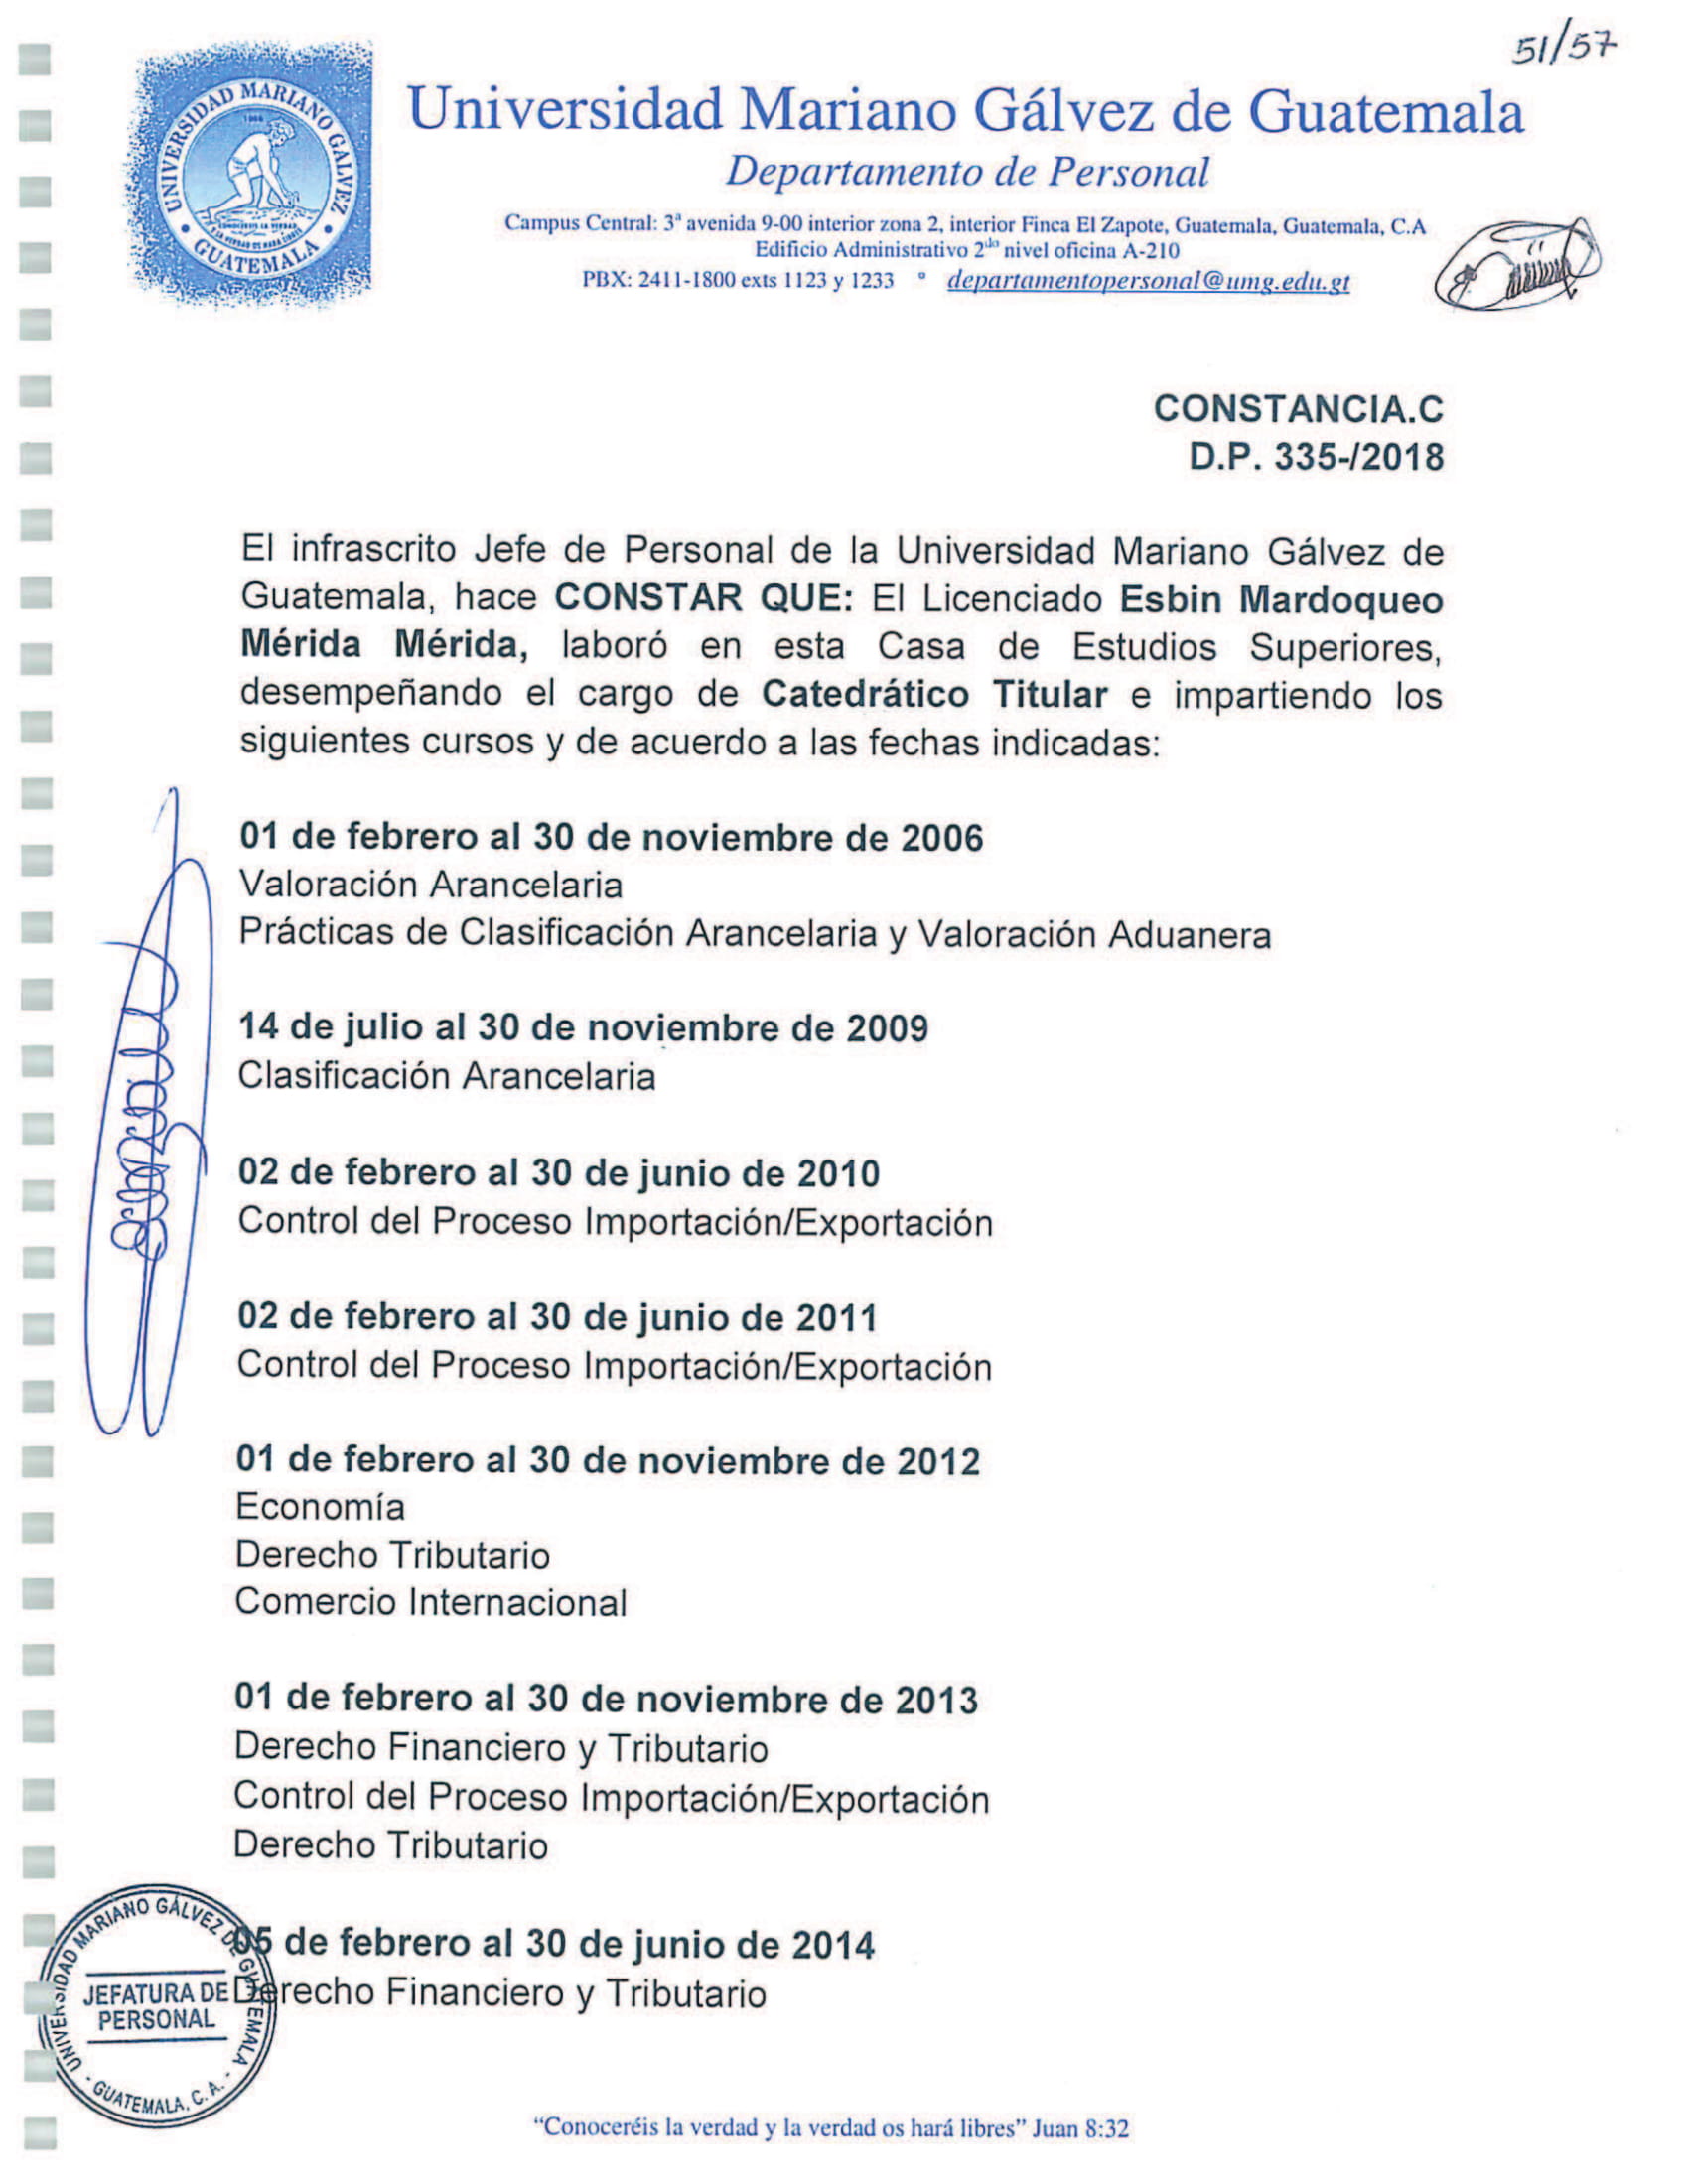 51/57
UNIVERSIDAD MARIANO GALVEZ
GUATEMALA
Universidad Mariano Gálvez de Guatemala
Departamento de Personal
Campus Central: 3ª avenida 9-00 interior zona 2, interior Finca El Zapote, Guatemala, Guatemala, C.A
Edificio Administrativo 2do nivel oficina A-210
PBX: 2411-1800 exts 1123 y 1233 ° departamentopersonal@umg.edu.gt
CONSTANCIA.C
D.P. 335-/2018
El infrascrito Jefe de Personal de la Universidad Mariano Gálvez de
Guatemala, hace CONSTAR QUE: El Licenciado Esbin Mardoqueo
Mérida Mérida, laboró en esta Casa de Estudios Superiores,
desempeñando el cargo de Catedrático Titular e impartiendo los
siguientes cursos y de acuerdo a las fechas indicadas:
01 de febrero al 30 de noviembre de 2006
Valoración Arancelaria
Prácticas de Clasificación Arancelaria y Valoración Aduanera
14 de julio al 30 de noviembre de 2009
Clasificación Arancelaria
02 de febrero al 30 de junio de 2010
Control del Proceso Importación/Exportación
02 de febrero al 30 de junio de 2011
Control del Proceso Importación/Exportación
01 de febrero al 30 de noviembre de 2012
Economía
Derecho Tributario
Comercio Internacional
01 de febrero al 30 de noviembre de 2013
Derecho Financiero y Tributario
Control del Proceso Importación/Exportación
Derecho Tributario
05 de febrero al 30 de junio de 2014
Derecho Financiero y Tributario
UNIVERSIDAD MARIANO GÁLVEZ DE GUATEMALA
JEFATURA DE
PERSONAL
- GUATEMALA, C. A. -
“Conoceréis la verdad y la verdad os hará libres” Juan 8:32